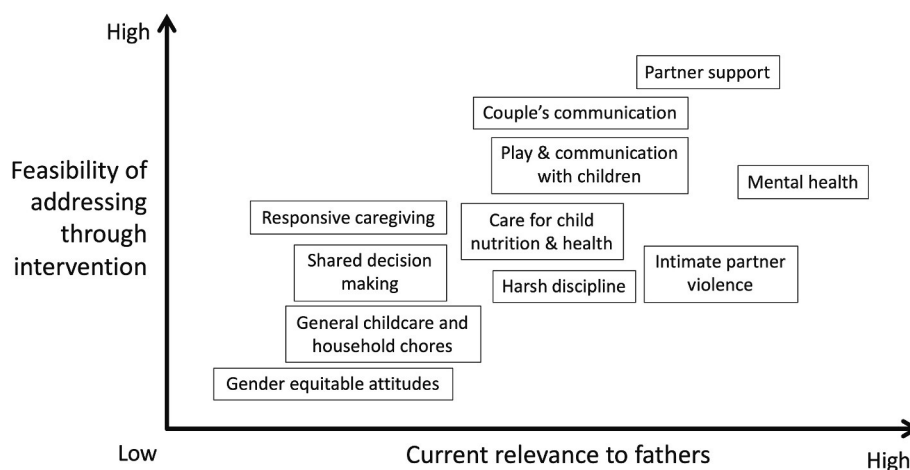 High
Partner support
Couple's communication
Feasibility of
addressing
through
intervention
Play & communication
with children
Mental health
Responsive caregiving
Care for child
nutrition & health
Shared decision
making
Intimate partner
violence
Harsh discipline
General childcare and
household chores
Gender equitable attitudes
Low
Current relevance to fathers
High